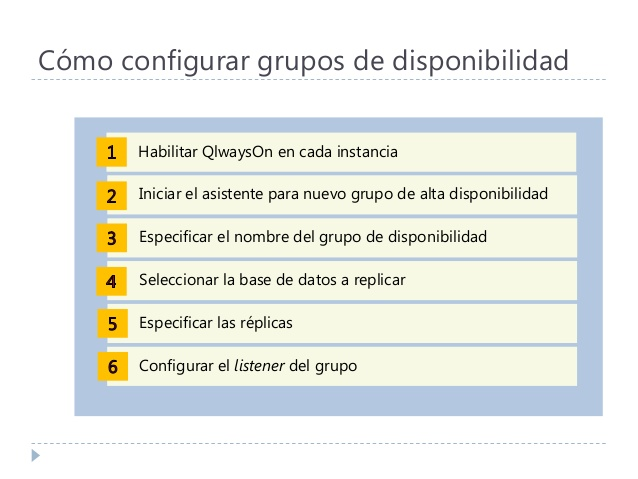 Cómo configurar grupos de disponibilidad
1 Habilitar QlwaysOn en cada instancia
2 Iniciar el asistente para nuevo grupo de alta disponibilidad
3 Especificar el nombre del grupo de disponibilidad
4 Seleccionar la base de datos a replicar
5 Especificar las réplicas
6 Configurar el listener del grupo